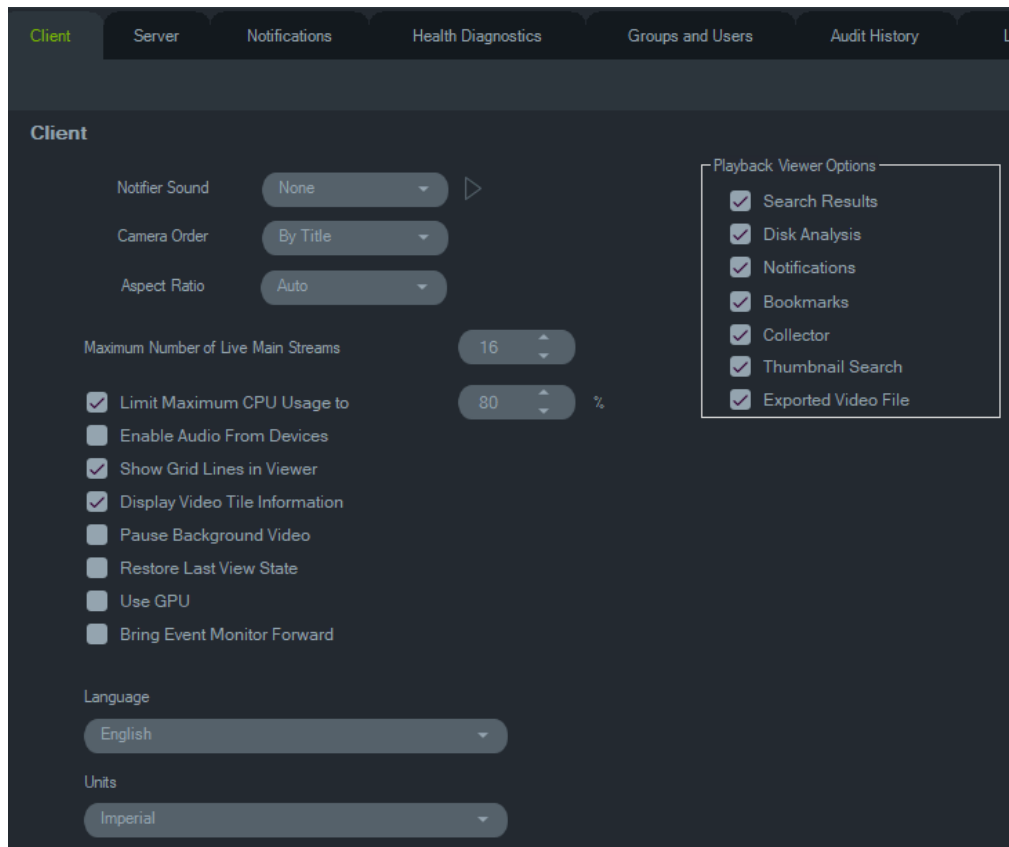 Client Server Notifications Health Diagnostics Groups and Users Audit History
Client
Notifier Sound None
Camera Order By Title
Aspect Ratio Auto
Maximum Number of Live Main Streams 16
Limit Maximum CPU Usage to 80 %
Enable Audio From Devices
Show Grid Lines in Viewer
Display Video Tile Information
Pause Background Video
Restore Last View State
Use GPU
Bring Event Monitor Forward
Language
English
Units
Imperial
Playback Viewer Options
Search Results
Disk Analysis
Notifications
Bookmarks
Collector
Thumbnail Search
Exported Video File